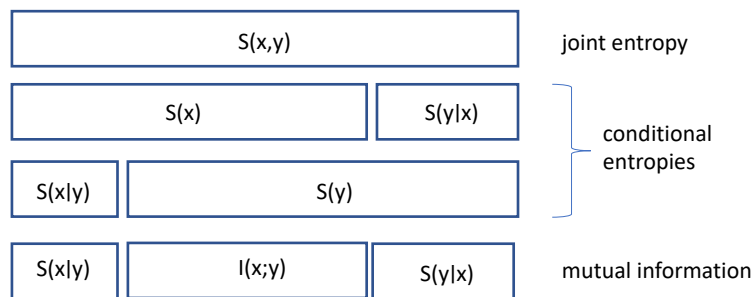 S(x,y)
joint entropy
S(x)
S(y|x)
conditional
entropies
S(x|y)
S(y)
S(x|y)
I(x;y)
S(y|x)
mutual information